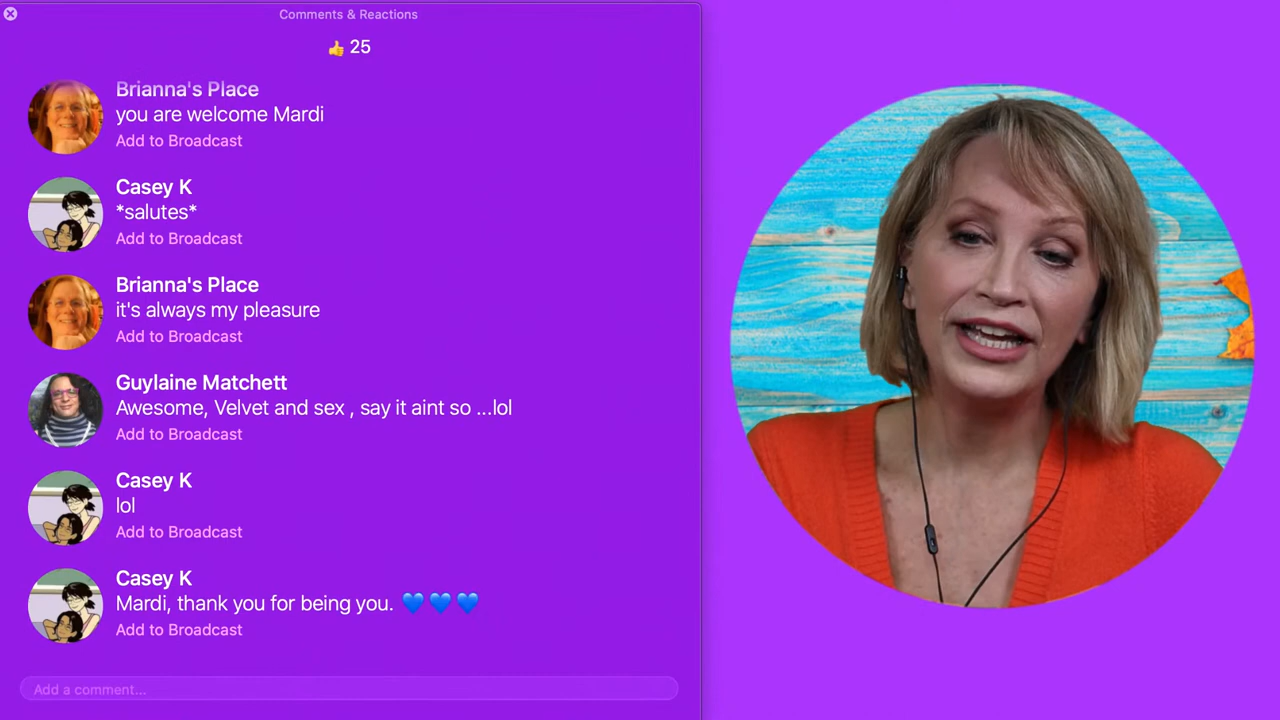 Comments & Reactions
👍 25
Brianna's Place
you are welcome Mardi
Add to Broadcast
Casey K
*salutes*
Add to Broadcast
Brianna's Place
it's always my pleasure
Add to Broadcast
Guylaine Matchett
Awesome, Velvet and sex , say it aint so ...lol
Add to Broadcast
Casey K
lol
Add to Broadcast
Casey K
Mardi, thank you for being you. 💙💙💙
Add to Broadcast
Add a comment...